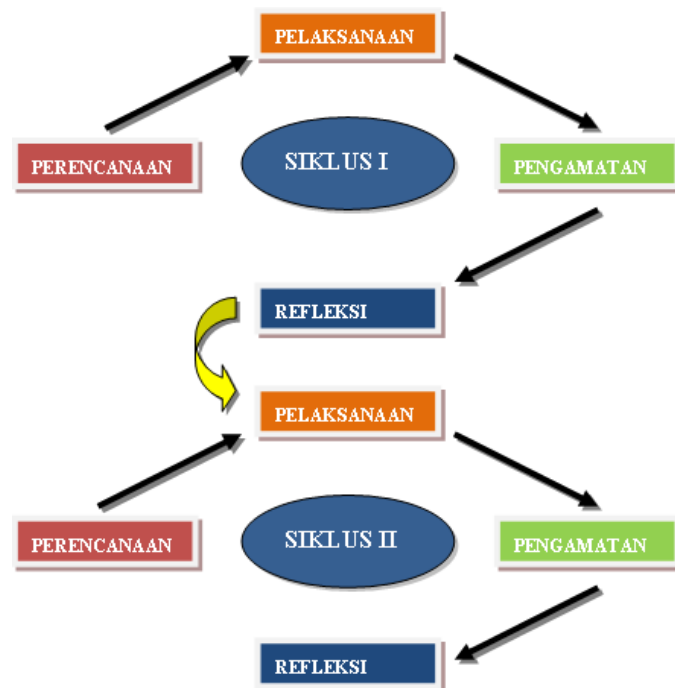 PELAKSANAAN
PERENCANAAN
SIKLUS I
PENGAMATAN
REFLEKSI
PELAKSANAAN
PERENCANAAN
SIKLUS II
PENGAMATAN
REFLEKSI